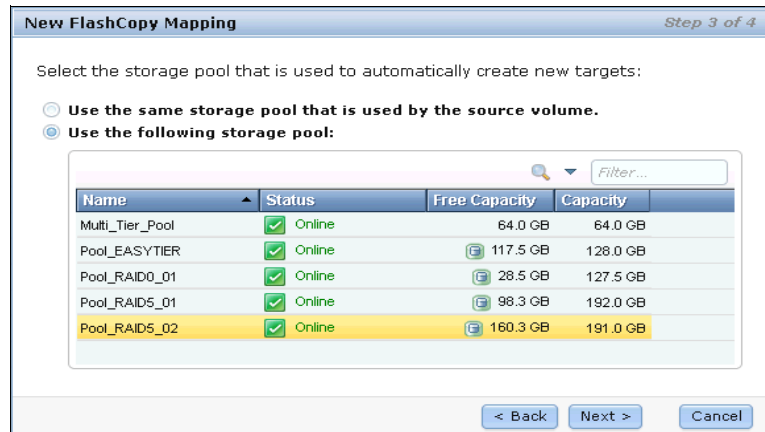 New FlashCopy Mapping Step 3 of 4
Select the storage pool that is used to automatically create new targets:
Use the same storage pool that is used by the source volume.
Use the following storage pool:
Filter...
Name Status Free Capacity Capacity
Multi_Tier_Pool Online 64.0 GB 64.0 GB
Pool_EASYTIER Online 117.5 GB 128.0 GB
Pool_RAID0_01 Online 28.5 GB 127.5 GB
Pool_RAID5_01 Online 98.3 GB 192.0 GB
Pool_RAID5_02 Online 160.3 GB 191.0 GB
< Back Next > Cancel